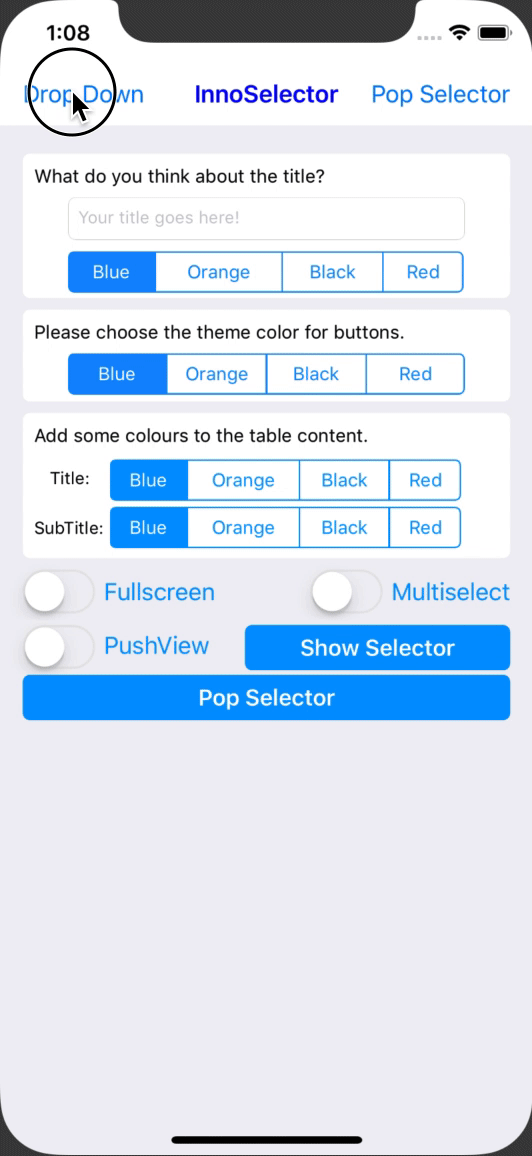 1:08
Drop Down InnoSelector Pop Selector
What do you think about the title?
Your title goes here!
Blue Orange Black Red
Please choose the theme color for buttons.
Blue Orange Black Red
Add some colours to the table content.
Title: Blue Orange Black Red
SubTitle: Blue Orange Black Red
Fullscreen Multiselect
PushView Show Selector
Pop Selector